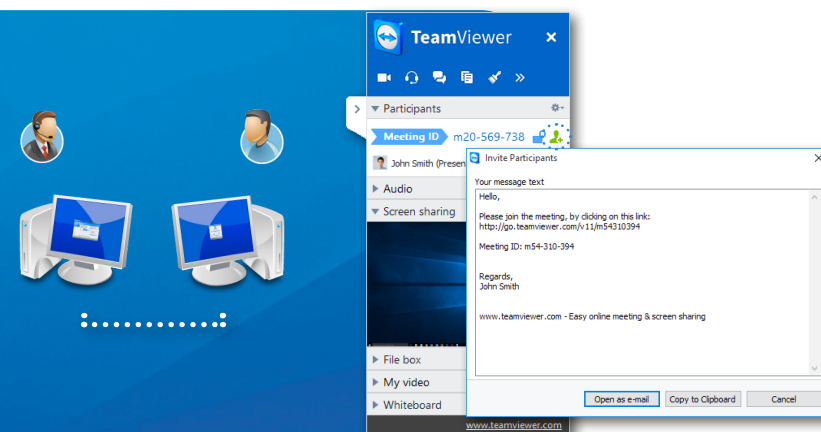 TeamViewer
Participants
Meeting ID m20-569-738
John Smith (Presen
Audio
Screen sharing
File box
My video
Whiteboard
www.teamviewer.com
Invite Participants
Your message text
Hello,
Please join the meeting, by clicking on this link:
http://go.teamviewer.com/v11/m54310394
Meeting ID: m54-310-394
Regards,
John Smith
www.teamviewer.com - Easy online meeting & screen sharing
Open as e-mail Copy to Clipboard Cancel